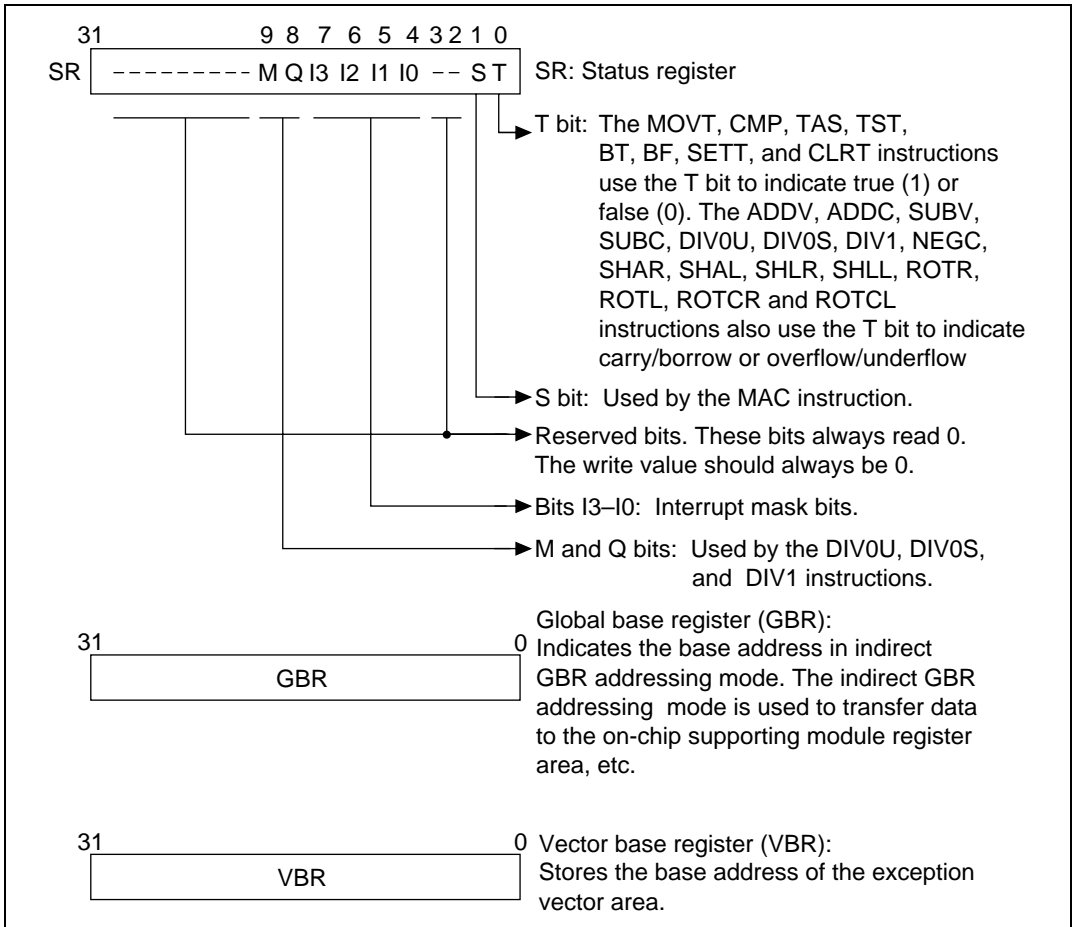 31 9 8 7 6 5 4 3 2 1 0
SR ---------- M Q I3 I2 I1 I0 -- S T SR: Status register
T bit: The MOVT, CMP, TAS, TST,
BT, BF, SETT, and CLRT instructions
use the T bit to indicate true (1) or
false (0). The ADDV, ADDC, SUBV,
SUBC, DIV0U, DIV0S, DIV1, NEGC,
SHAR, SHAL, SHLR, SHLL, ROTR,
ROTL, ROTCR and ROTCL
instructions also use the T bit to indicate
carry/borrow or overflow/underflow
S bit: Used by the MAC instruction.
Reserved bits. These bits always read 0.
The write value should always be 0.
Bits I3–I0: Interrupt mask bits.
M and Q bits: Used by the DIV0U, DIV0S,
and DIV1 instructions.
Global base register (GBR):
31 0 Indicates the base address in indirect
GBR GBR addressing mode. The indirect GBR
addressing mode is used to transfer data
to the on-chip supporting module register
area, etc.
31 0 Vector base register (VBR):
VBR Stores the base address of the exception
vector area.